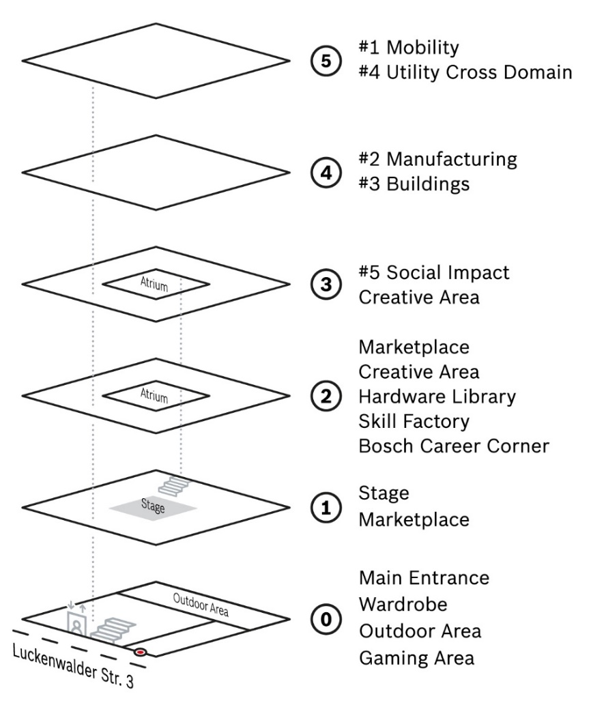 5
#1 Mobility
#4 Utility Cross Domain
4
#2 Manufacturing
#3 Buildings
Atrium
3
#5 Social Impact
Creative Area
Atrium
2
Marketplace
Creative Area
Hardware Library
Skill Factory
Bosch Career Corner
Stage
1
Stage
Marketplace
Outdoor Area
0
Main Entrance
Wardrobe
Outdoor Area
Gaming Area
Luckenwalder Str. 3